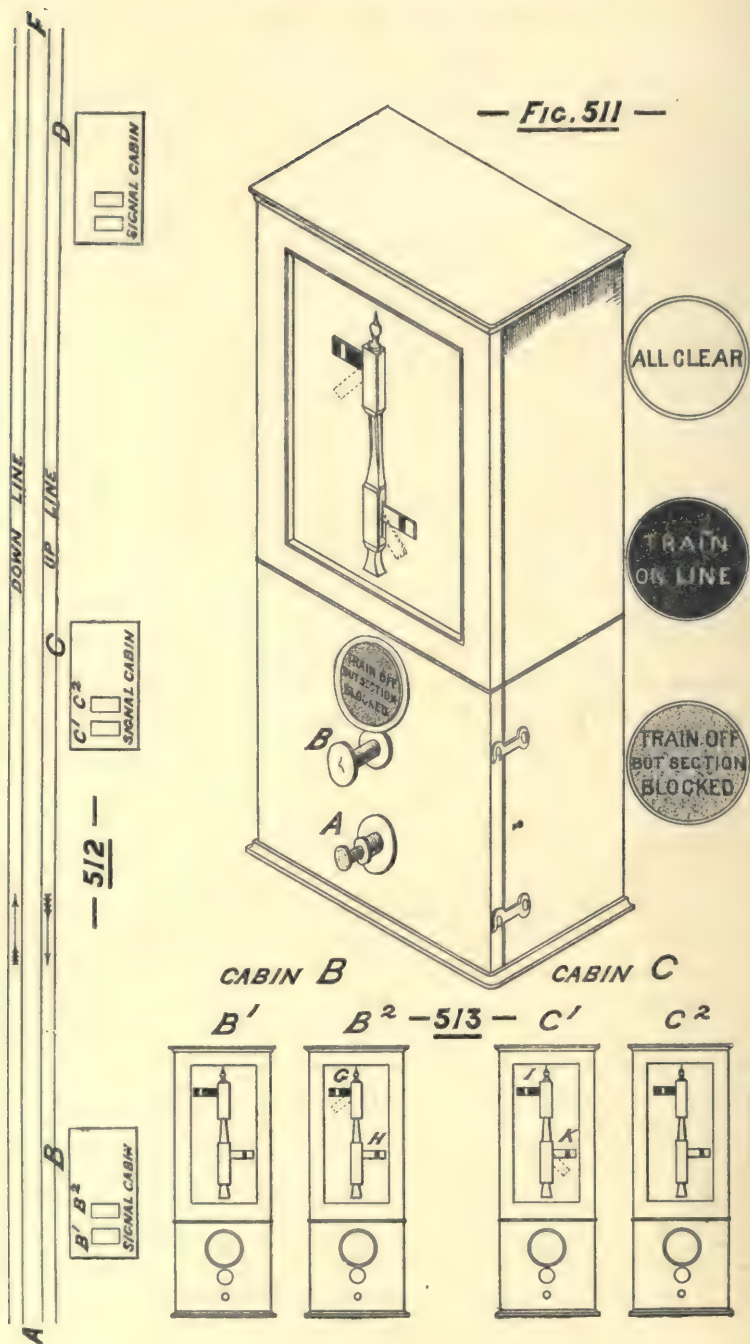 — FIG. 511 —
ALL CLEAR
TRAIN
ON LINE
TRAIN OFF
BUT SECTION
BLOCKED
TRAIN OFF
BUT SECTION
BLOCKED
B
A
F
D
SIGNAL CABIN
DOWN LINE
UP LINE
C
C¹ C²
SIGNAL CABIN
— 512 —
B
B¹ B²
SIGNAL CABIN
A
CABIN B
CABIN C
B¹ B² — 513 — C¹ C²
G
H
I
K